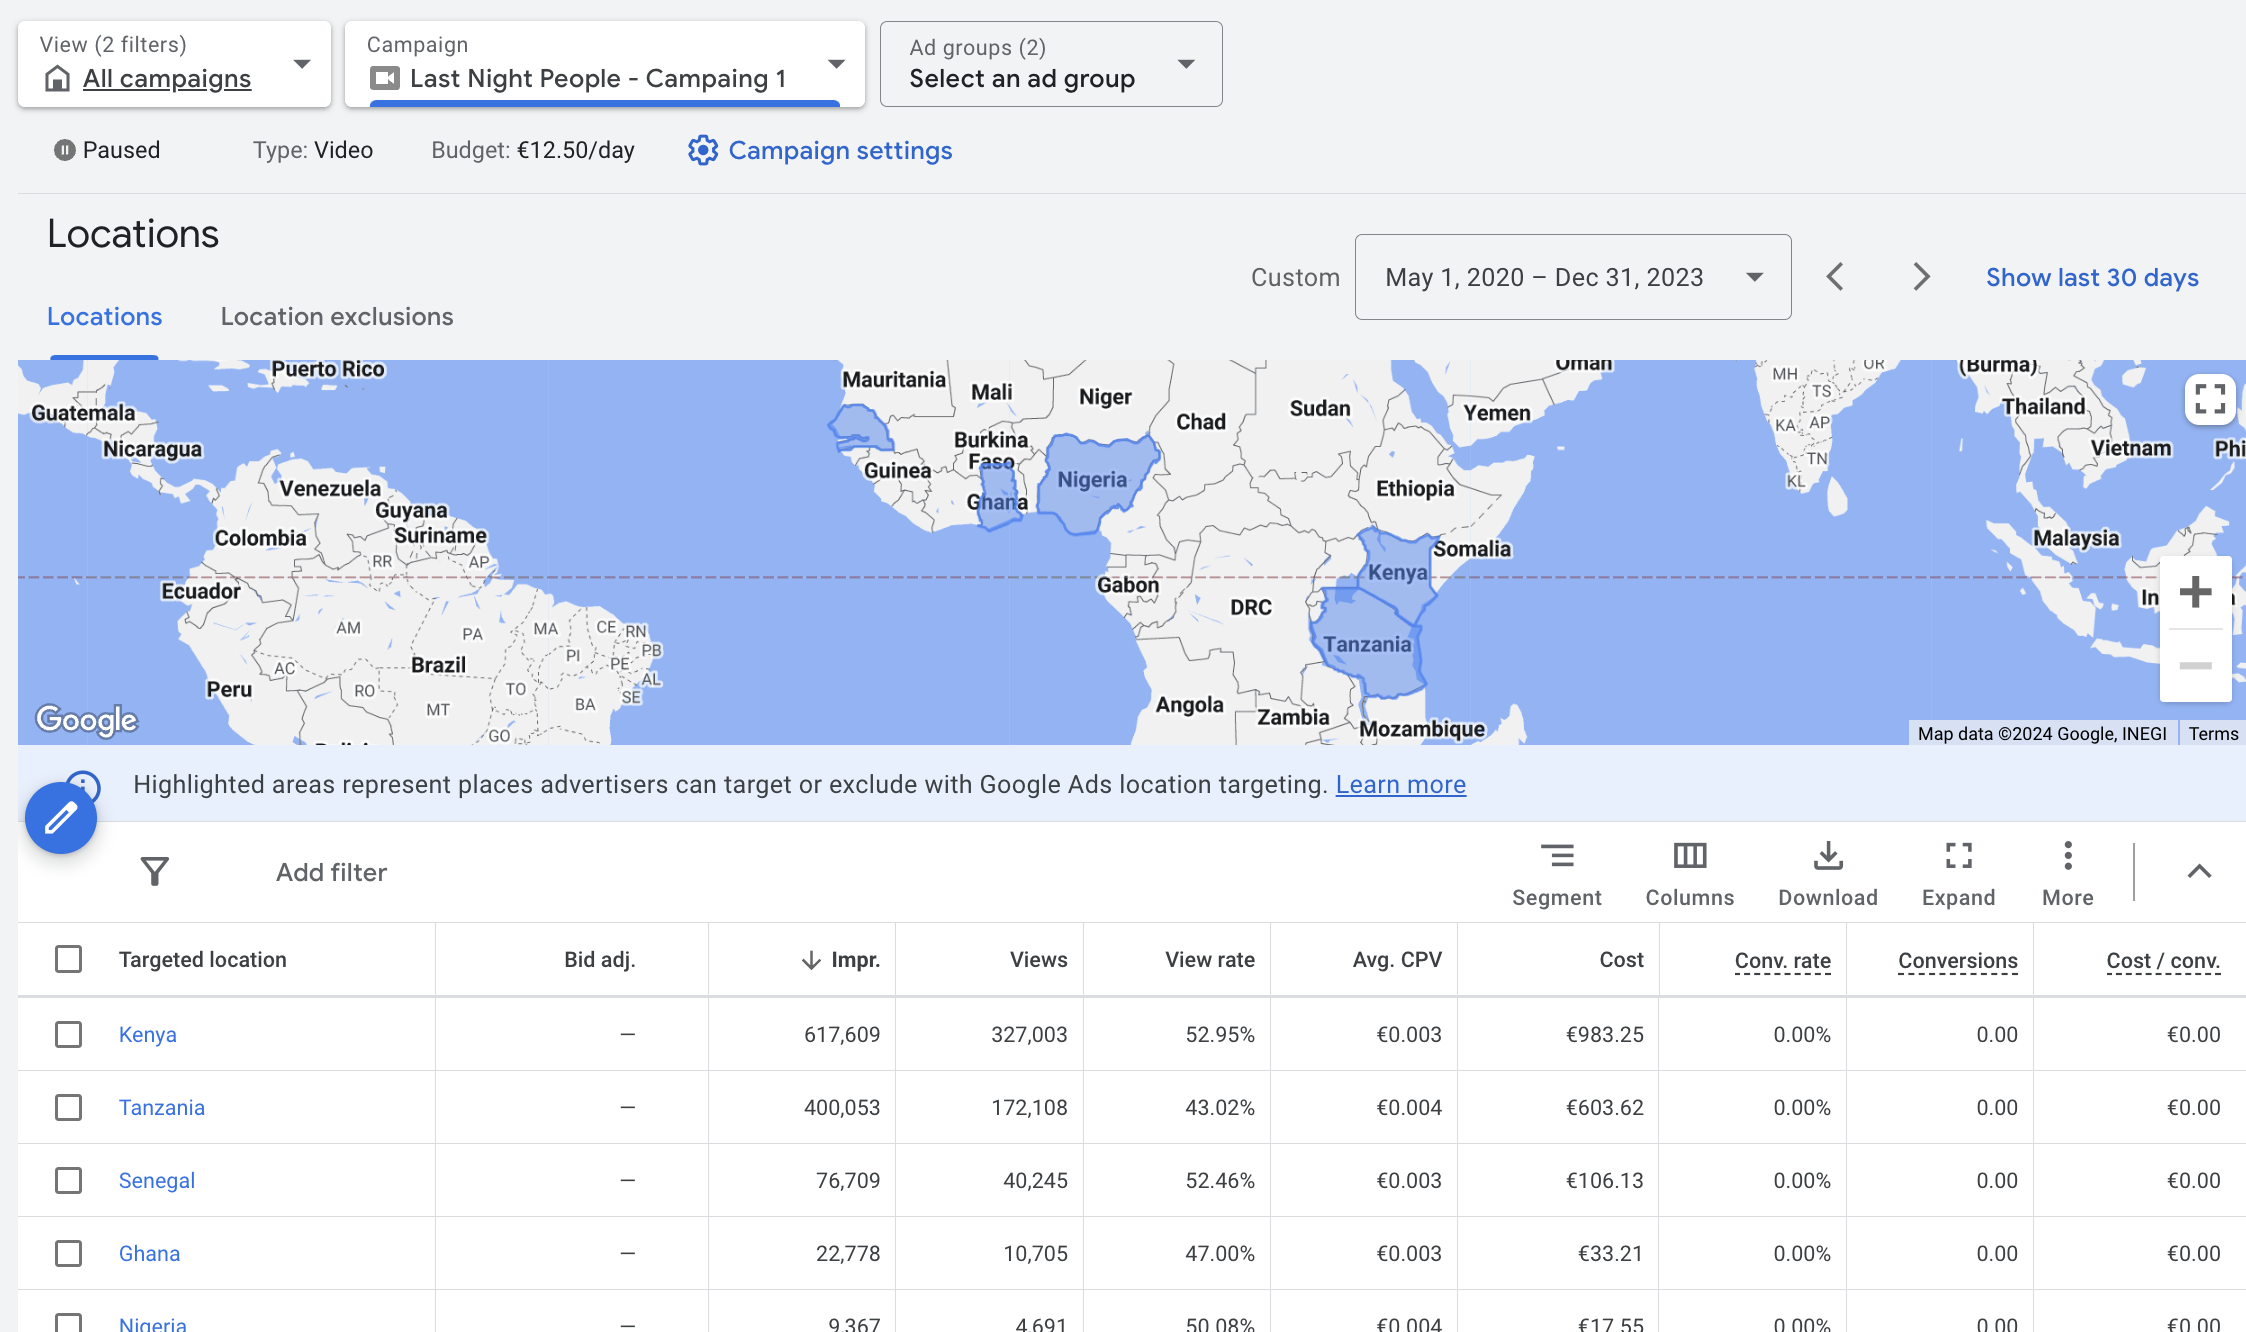 View (2 filters)
All campaigns
Campaign
Last Night People - Campaing 1
Ad groups (2)
Select an ad group
Paused
Type: Video
Budget: €12.50/day
Campaign settings
Locations
Custom
May 1, 2020 – Dec 31, 2023
Show last 30 days
Locations
Location exclusions
Puerto Rico
Guatemala
Nicaragua
Venezuela
Guyana
Suriname
Colombia
RR
AP
Ecuador
AM
PA
MA
CE
RN
PB
PI
PE
AL
AC
Brazil
SE
Peru
RO
TO
BA
MT
GO
Google
Mauritania
Mali
Niger
Chad
Sudan
Oman
Yemen
Burkina
Faso
Guinea
Ghana
Nigeria
Ethiopia
Somalia
Kenya
Gabon
DRC
Tanzania
Angola
Zambia
Mozambique
MH
OR
TS
KA
AP
TN
KL
(Burma)
Thailand
Vietnam
Phi
Malaysia
In
Map data ©2024 Google, INEGI
Terms
Highlighted areas represent places advertisers can target or exclude with Google Ads location targeting. Learn more
Add filter
Segment
Columns
Download
Expand
More
Targeted location Bid adj. Impr. Views View rate Avg. CPV Cost Conv. rate Conversions Cost / conv.
Kenya — 617,609 327,003 52.95% €0.003 €983.25 0.00% 0.00 €0.00
Tanzania — 400,053 172,108 43.02% €0.004 €603.62 0.00% 0.00 €0.00
Senegal — 76,709 40,245 52.46% €0.003 €106.13 0.00% 0.00 €0.00
Ghana — 22,778 10,705 47.00% €0.003 €33.21 0.00% 0.00 €0.00
Nigeria — 9,367 4,691 50.08% €0.004 €17.55 0.00% 0.00 €0.00